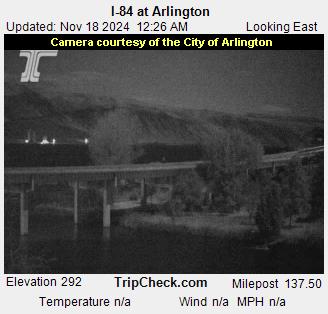 I-84 at Arlington
Updated: Nov 18 2024 12:26 AM Looking East
Camera courtesy of the City of Arlington
Elevation 292 TripCheck.com Milepost 137.50
Temperature n/a Wind n/a MPH n/a